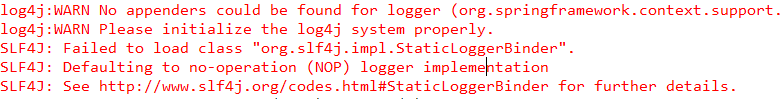 log4j:WARN No appenders could be found for logger (org.springframework.context.support.
log4j:WARN Please initialize the log4j system properly.
SLF4J: Failed to load class "org.slf4j.impl.StaticLoggerBinder".
SLF4J: Defaulting to no-operation (NOP) logger implementation
SLF4J: See http://www.slf4j.org/codes.html#StaticLoggerBinder for further details.